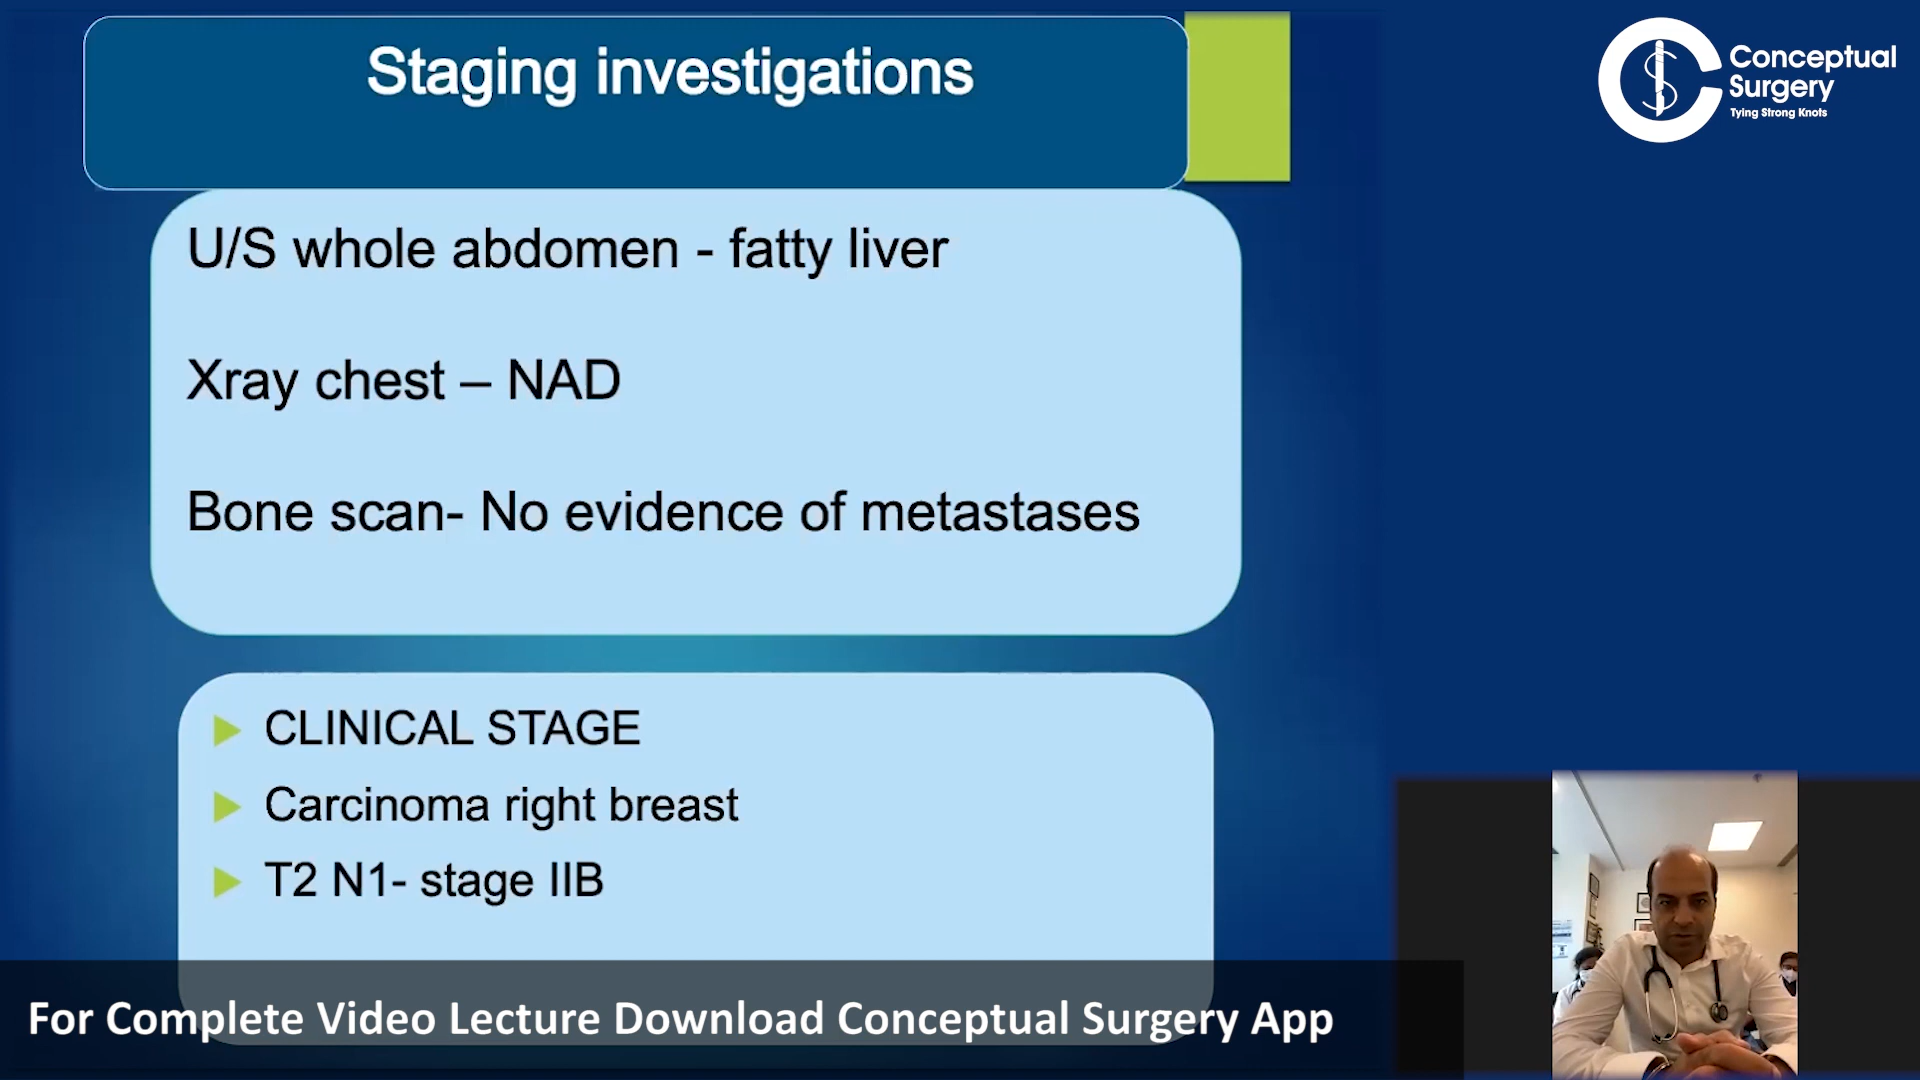 Staging investigations
Conceptual
Surgery
Tying Strong Knots
U/S whole abdomen - fatty liver
Xray chest – NAD
Bone scan- No evidence of metastases
CLINICAL STAGE
Carcinoma right breast
T2 N1- stage IIB
For Complete Video Lecture Download Conceptual Surgery App